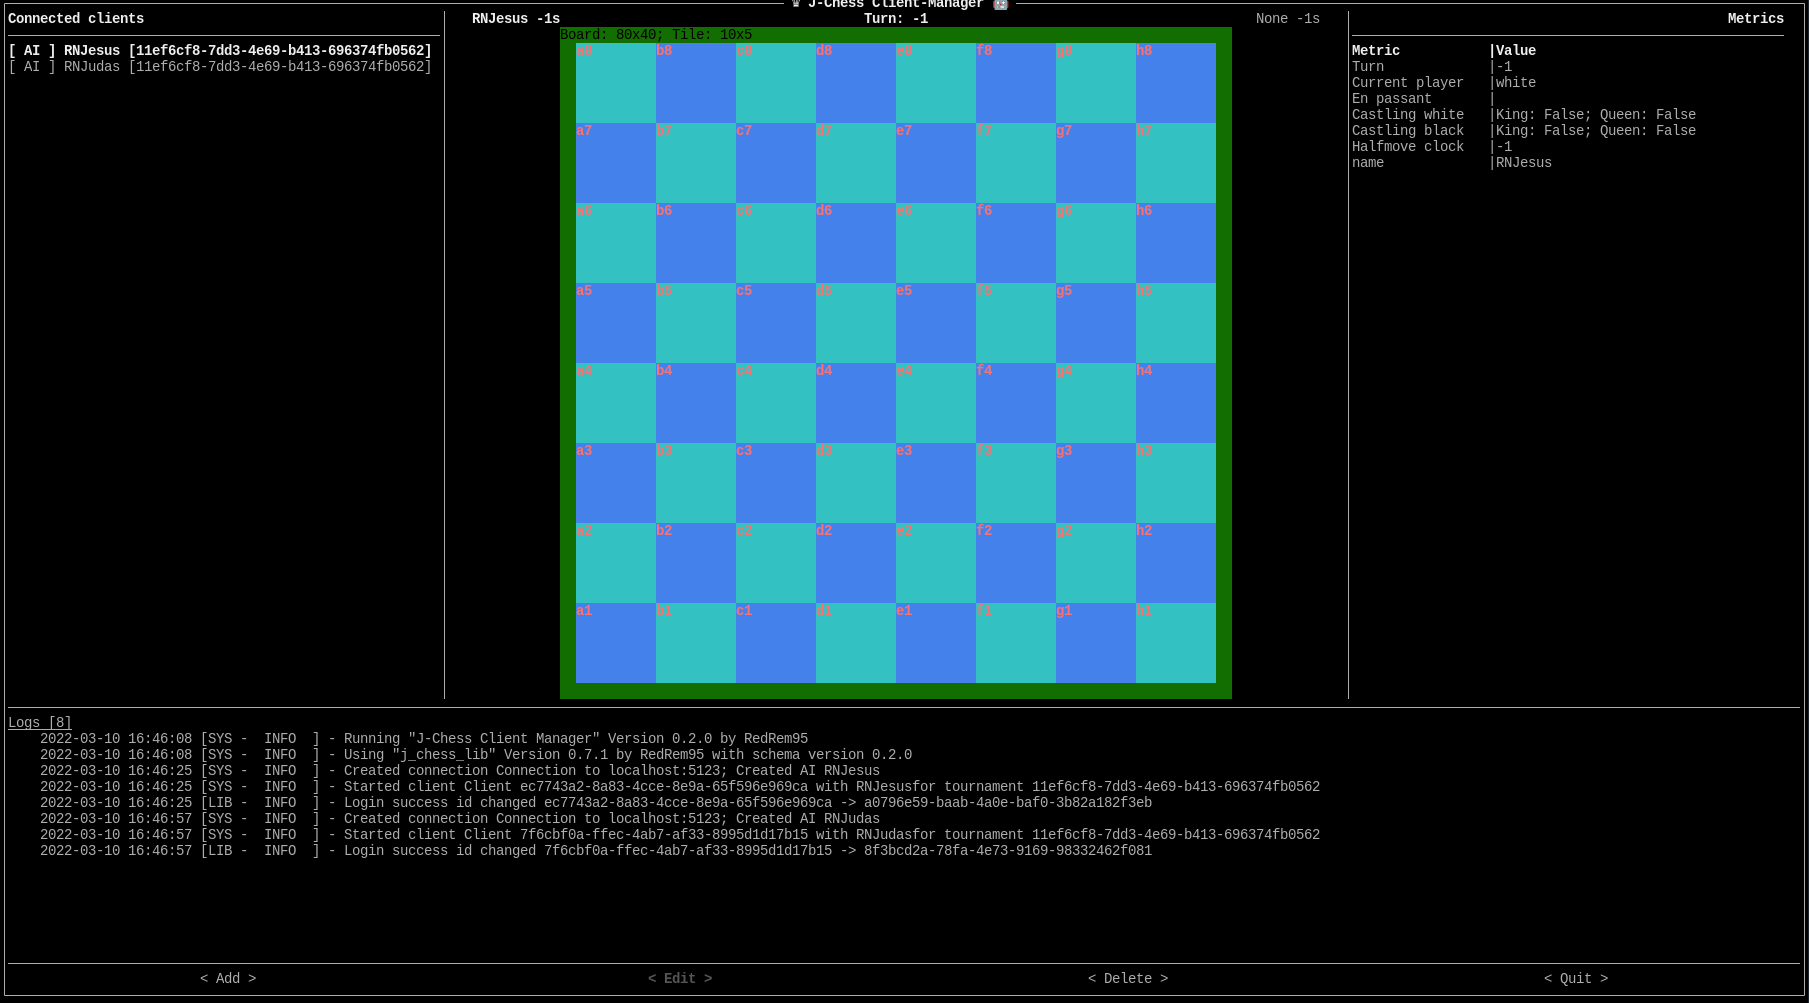 ♛ J-Chess Client-Manager 🤖
Connected clients
[ AI ] RNJesus [11ef6cf8-7dd3-4e69-b413-696374fb0562]
[ AI ] RNJudas [11ef6cf8-7dd3-4e69-b413-696374fb0562]
RNJesus -1s Turn: -1 None -1s
Board: 80x40; Tile: 10x5
a8 b8 c8 d8 e8 f8 g8 h8
a7 b7 c7 d7 e7 f7 g7 h7
a6 b6 c6 d6 e6 f6 g6 h6
a5 b5 c5 d5 e5 f5 g5 h5
a4 b4 c4 d4 e4 f4 g4 h4
a3 b3 c3 d3 e3 f3 g3 h3
a2 b2 c2 d2 e2 f2 g2 h2
a1 b1 c1 d1 e1 f1 g1 h1
Metrics
Metric |Value
Turn |-1
Current player |white
En passant |
Castling white |King: False; Queen: False
Castling black |King: False; Queen: False
Halfmove clock |-1
name |RNJesus
Logs [8]
2022-03-10 16:46:08 [SYS -  INFO  ] - Running "J-Chess Client Manager" Version 0.2.0 by RedRem95
2022-03-10 16:46:08 [SYS -  INFO  ] - Using "j_chess_lib" Version 0.7.1 by RedRem95 with schema version 0.2.0
2022-03-10 16:46:25 [SYS -  INFO  ] - Created connection Connection to localhost:5123; Created AI RNJesus
2022-03-10 16:46:25 [SYS -  INFO  ] - Started client Client ec7743a2-8a83-4cce-8e9a-65f596e969ca with RNJesusfor tournament 11ef6cf8-7dd3-4e69-b413-696374fb0562
2022-03-10 16:46:25 [LIB -  INFO  ] - Login success id changed ec7743a2-8a83-4cce-8e9a-65f596e969ca -> a0796e59-baab-4a0e-baf0-3b82a182f3eb
2022-03-10 16:46:57 [SYS -  INFO  ] - Created connection Connection to localhost:5123; Created AI RNJudas
2022-03-10 16:46:57 [SYS -  INFO  ] - Started client Client 7f6cbf0a-ffec-4ab7-af33-8995d1d17b15 with RNJudasfor tournament 11ef6cf8-7dd3-4e69-b413-696374fb0562
2022-03-10 16:46:57 [LIB -  INFO  ] - Login success id changed 7f6cbf0a-ffec-4ab7-af33-8995d1d17b15 -> 8f3bcd2a-78fa-4e73-9169-98332462f081
< Add > < Edit > < Delete > < Quit >